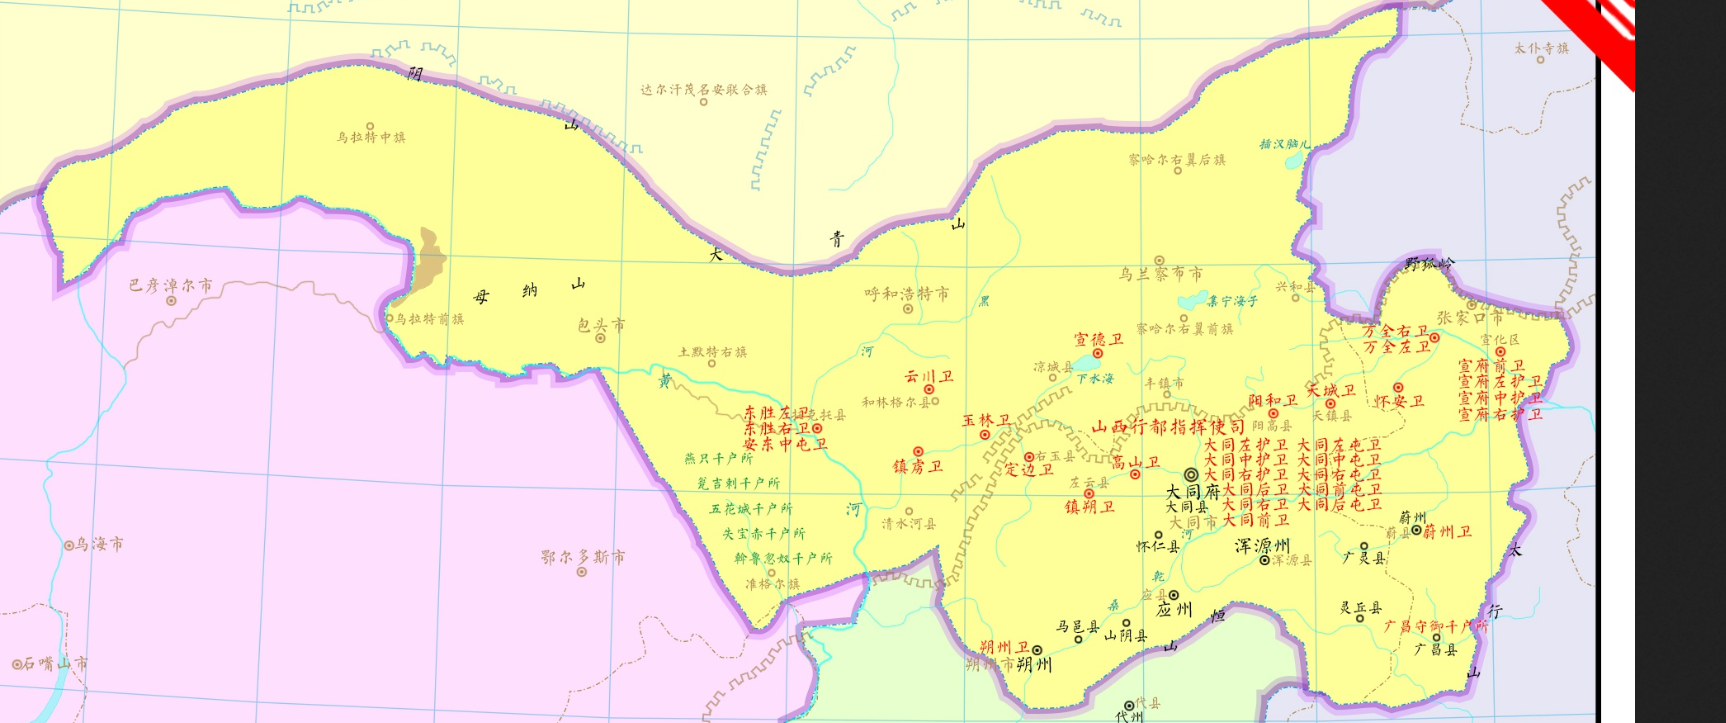 太仆寺旗
阴
达尔汗茂名安联合旗
山
乌拉特中旗
插汉脑儿
察哈尔右翼后旗
山
青
大
野狐岭
乌兰察布市
巴彦淖尔市
母 纳 山
呼和浩特市
黑
集宁海子
兴和县
乌拉特前旗
包头市
察哈尔右翼前旗
张家口市
万全右卫
万全左卫
宣化区
宣德卫
河
土默特右旗
凉城县
下水海
宣府前卫
宣府左护卫
宣府中护卫
宣府右护卫
黄
云川卫
丰镇市
天城卫
怀安卫
和林格尔县
阳和卫
天镇县
东胜左卫
东胜右卫
安东中屯卫
托县
玉林卫
山西行都指挥使司
阳高县
燕只千户所
镇虏卫
定边卫
右玉县
高山卫
大同左护卫 大同左屯卫
大同中护卫 大同中屯卫
大同右护卫 大同右屯卫
大同后卫 大同前屯卫
大同右卫 大同后屯卫
大同前卫
瓮吉剌千户所
左云县
镇朔卫
大同府
大同县
大同市
五花城千户所
河
清水河县
失宝赤千户所
河
蔚州
蔚县
蔚州卫
乌海市
鄂尔多斯市
斡鲁忽奴千户所
怀仁县
浑源州
浑源县
广灵县
太
准格尔旗
乾
应县
应州
桑
恒
灵丘县
行
马邑县
山阴县
广昌守御千户所
石嘴山市
朔州卫
朔州市
朔州
山
广昌县
山
代县
代州